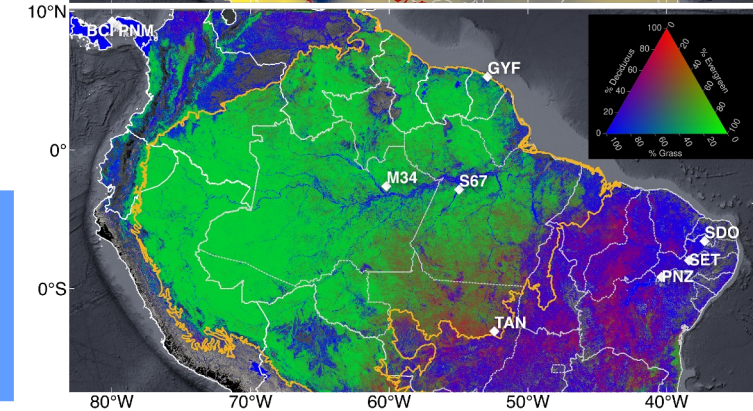 10°N
0°
0°S
80°W
70°W
60°W
50°W
40°W
BCI PNM
GYF
M34
S67
SDO
SET
PNZ
TAN
% Deciduous
0
20
40
60
80
100
% Evergreen
0
20
40
60
80
100
% Grass
100
80
60
40
20
0